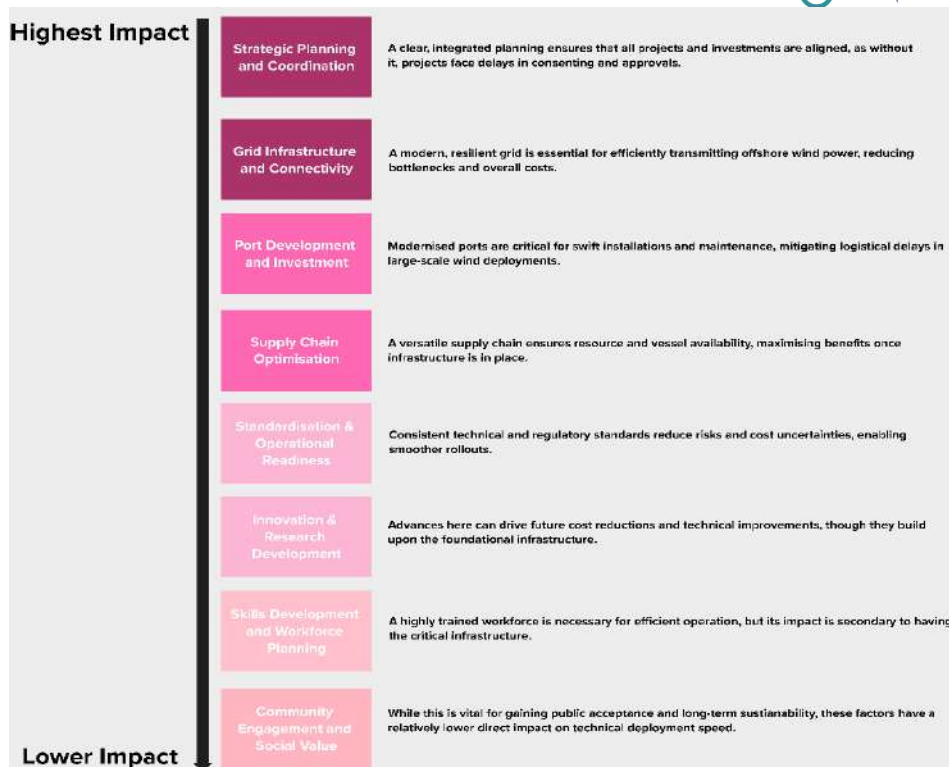 Highest Impact
Strategic Planning
and Coordination
A clear, integrated planning ensures that all projects and investments are aligned, as without
it, projects face delays in consenting and approvals.
Grid Infrastructure
and Connectivity
A modern, resilient grid is essential for efficiently transmitting offshore wind power, reducing
bottlenecks and overall costs.
Port Development
and Investment
Modernised ports are critical for swift installations and maintenance, mitigating logistical delays in
large-scale wind deployments.
Supply Chain
Optimisation
A versatile supply chain ensures resource and vessel availability, maximising benefits once
infrastructure is in place.
Standardisation &
Operational
Readiness
Consistent technical and regulatory standards reduce risks and cost uncertainties, enabling
smoother rollouts.
Innovation &
Research
Development
Advances here can drive future cost reductions and technical improvements, though they build
upon the foundational infrastructure.
Skills Development
and Workforce
Planning
A highly trained workforce is necessary for efficient operation, but its impact is secondary to having
the critical infrastructure.
Community
Engagement and
Social Value
While this is vital for gaining public acceptance and long-term sustianability, these factors have a
relatively lower direct impact on technical deployment speed.
Lower Impact